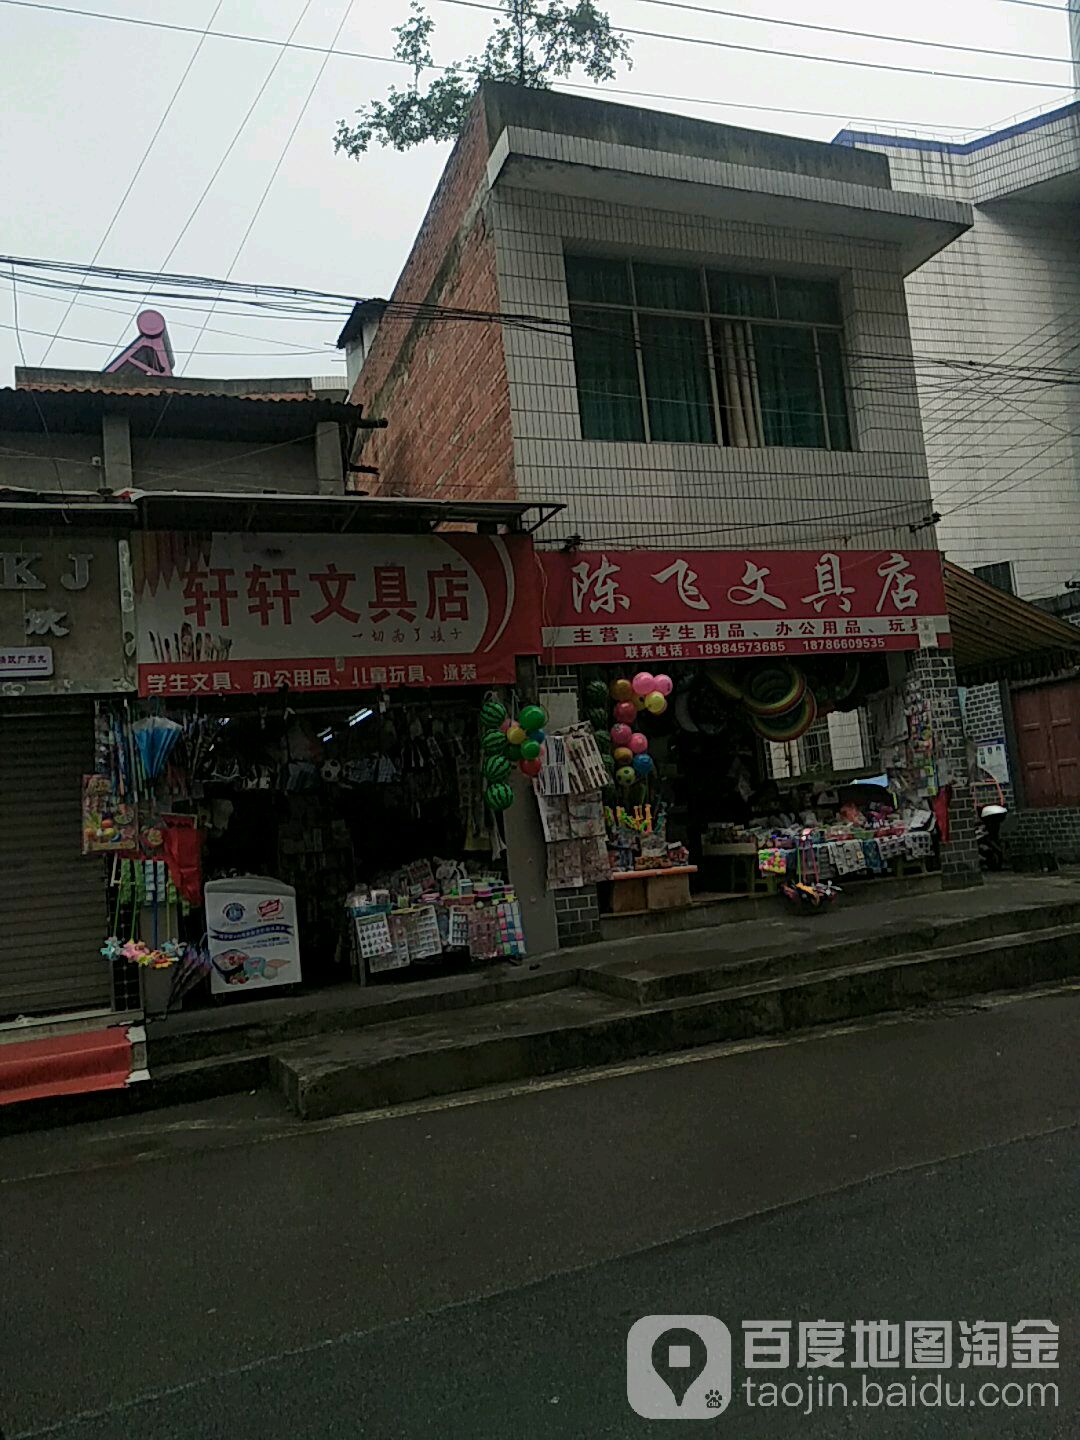 KJ
轩轩文具店
一切为了孩子
学生文具、办公用品、儿童玩具、泳装
陈飞文具店
主营：学生用品、办公用品、玩具
联系电话：18984573685 18786609535
百度地图淘金
taojin.baidu.com